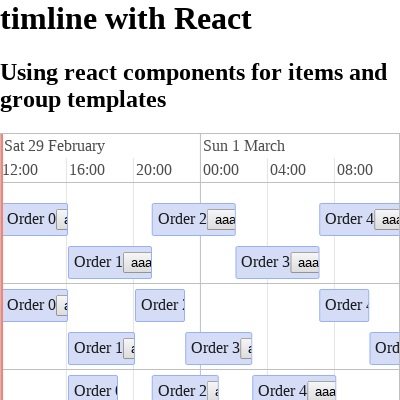 timline with React
Using react components for items and
group templates
Sat 29 February Sun 1 March
12:00 16:00 20:00 00:00 04:00 08:00
Order 0 Order 2 aaa Order 4 aaa
Order 1 aaa Order 3 aaa
Order 0 Order Order
Order 1 Order 3
Order Order 2 Order 4 aaa